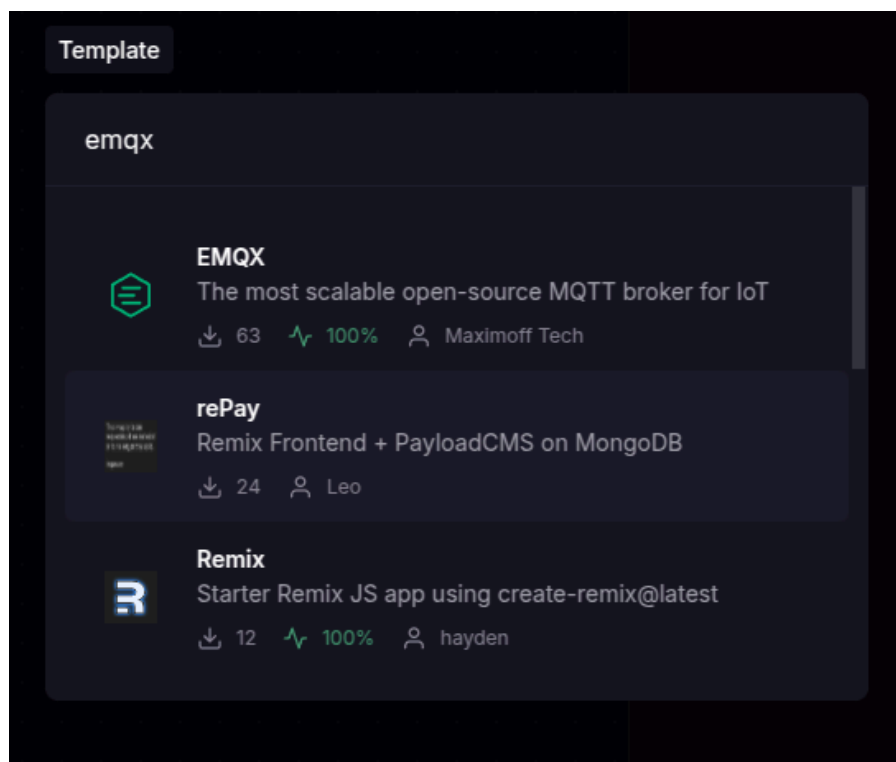 Template
emqx
EMQX
The most scalable open-source MQTT broker for IoT
63 100% Maximoff Tech
rePay
Remix Frontend + PayloadCMS on MongoDB
24 Leo
Remix
Starter Remix JS app using create-remix@latest
12 100% hayden